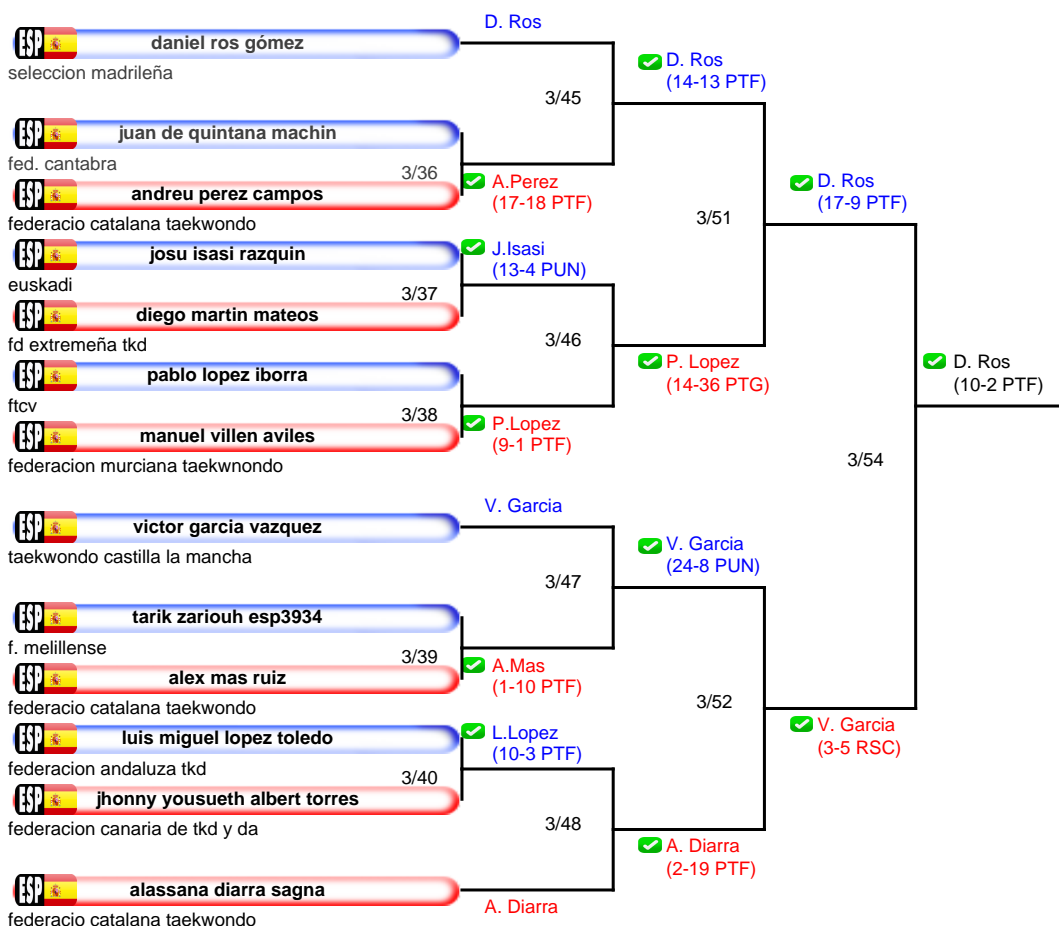 D. Ros
ESP daniel ros gómez
seleccion madrileña
D. Ros
(14-13 PTF)
3/45
ESP juan de quintana machin
fed. cantabra
3/36
ESP andreu perez campos
federacio catalana taekwondo
A.Perez
(17-18 PTF)
D. Ros
(17-9 PTF)
3/51
ESP josu isasi razquin
euskadi
J.Isasi
(13-4 PUN)
3/37
ESP diego martin mateos
fd extremeña tkd
3/46
P. Lopez
(14-36 PTG)
ESP pablo lopez iborra
ftcv
3/38
ESP manuel villen aviles
federacion murciana taekwnondo
P.Lopez
(9-1 PTF)
D. Ros
(10-2 PTF)
3/54
V. Garcia
ESP victor garcia vazquez
taekwondo castilla la mancha
V. Garcia
(24-8 PUN)
3/47
ESP tarik zariouh esp3934
f. melillense
3/39
ESP alex mas ruiz
federacio catalana taekwondo
A.Mas
(1-10 PTF)
3/52
V. Garcia
(3-5 RSC)
ESP luis miguel lopez toledo
federacion andaluza tkd
L.Lopez
(10-3 PTF)
3/40
ESP jhonny yousueth albert torres
federacion canaria de tkd y da
3/48
A. Diarra
(2-19 PTF)
ESP alassana diarra sagna
federacio catalana taekwondo
A. Diarra